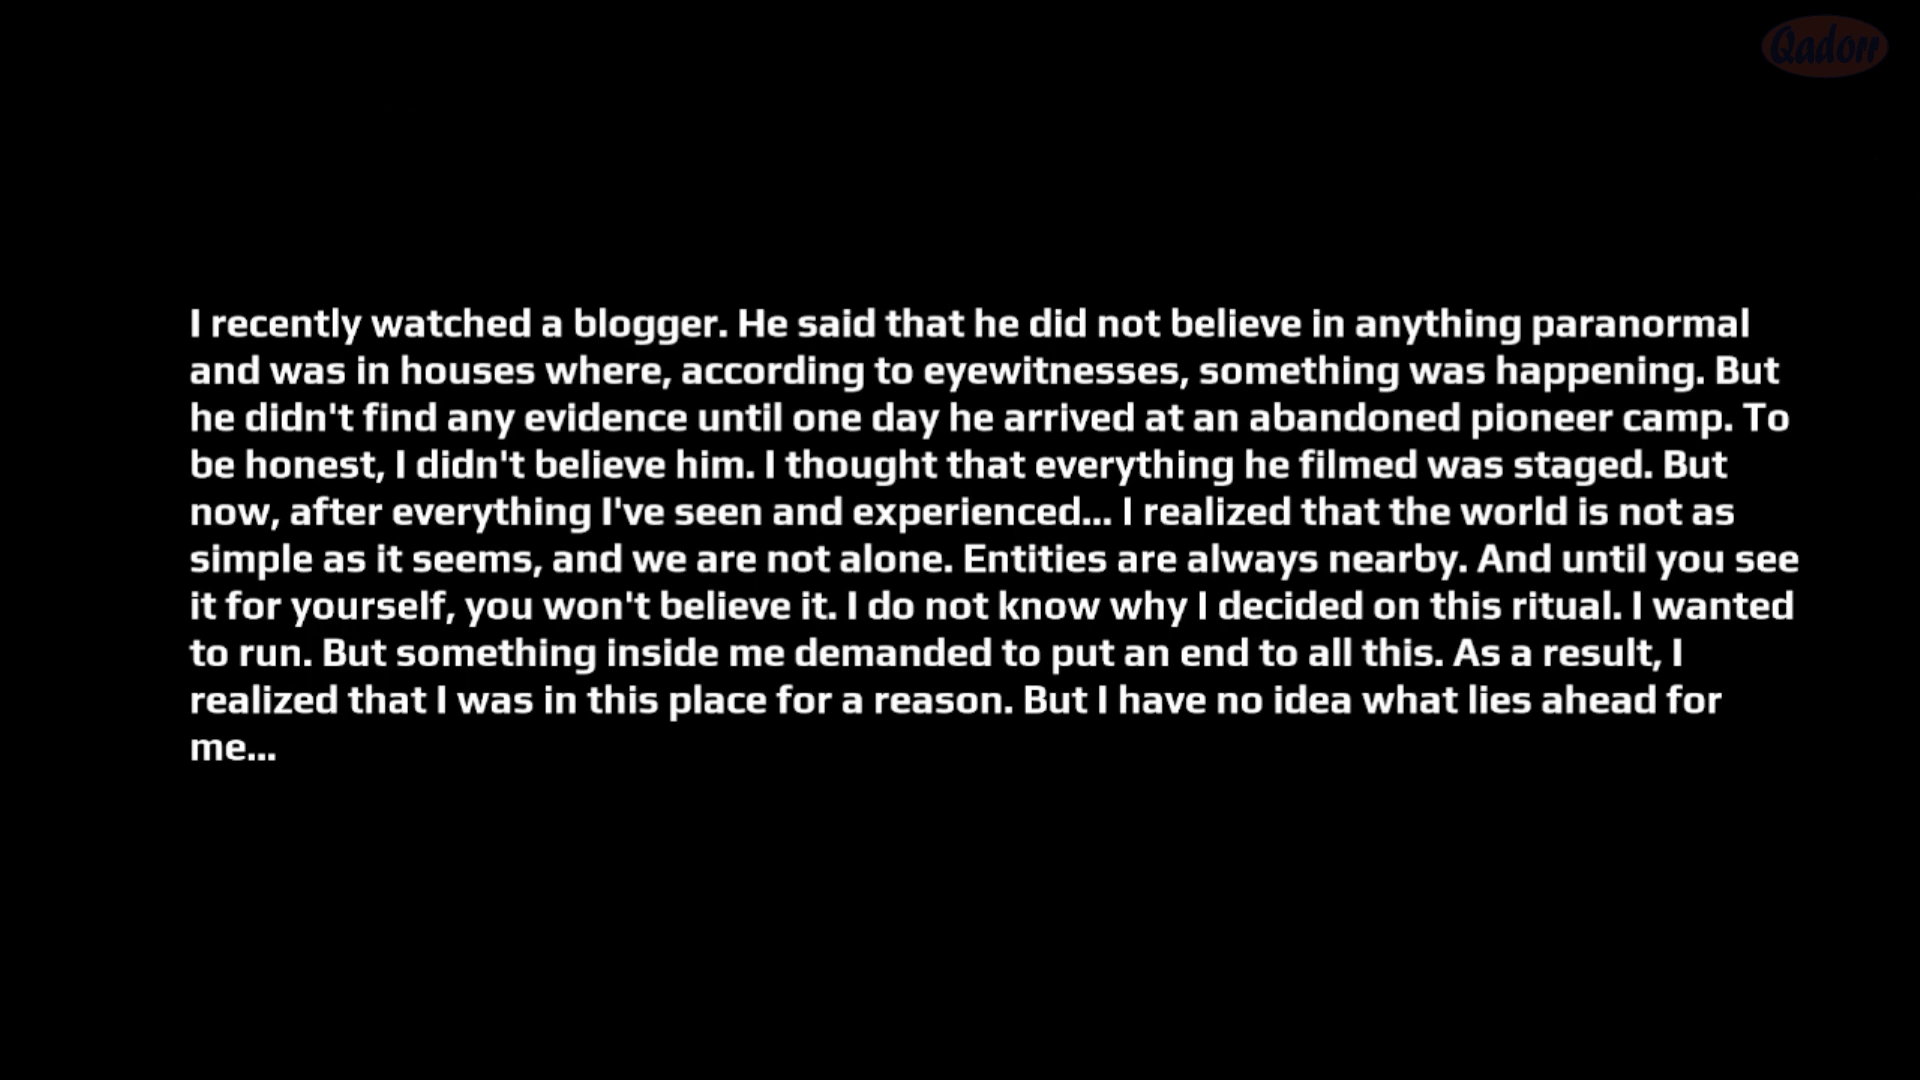 Qadorr
I recently watched a blogger. He said that he did not believe in anything paranormal
and was in houses where, according to eyewitnesses, something was happening. But
he didn't find any evidence until one day he arrived at an abandoned pioneer camp. To
be honest, I didn't believe him. I thought that everything he filmed was staged. But
now, after everything I've seen and experienced... I realized that the world is not as
simple as it seems, and we are not alone. Entities are always nearby. And until you see
it for yourself, you won't believe it. I do not know why I decided on this ritual. I wanted
to run. But something inside me demanded to put an end to all this. As a result, I
realized that I was in this place for a reason. But I have no idea what lies ahead for
me...